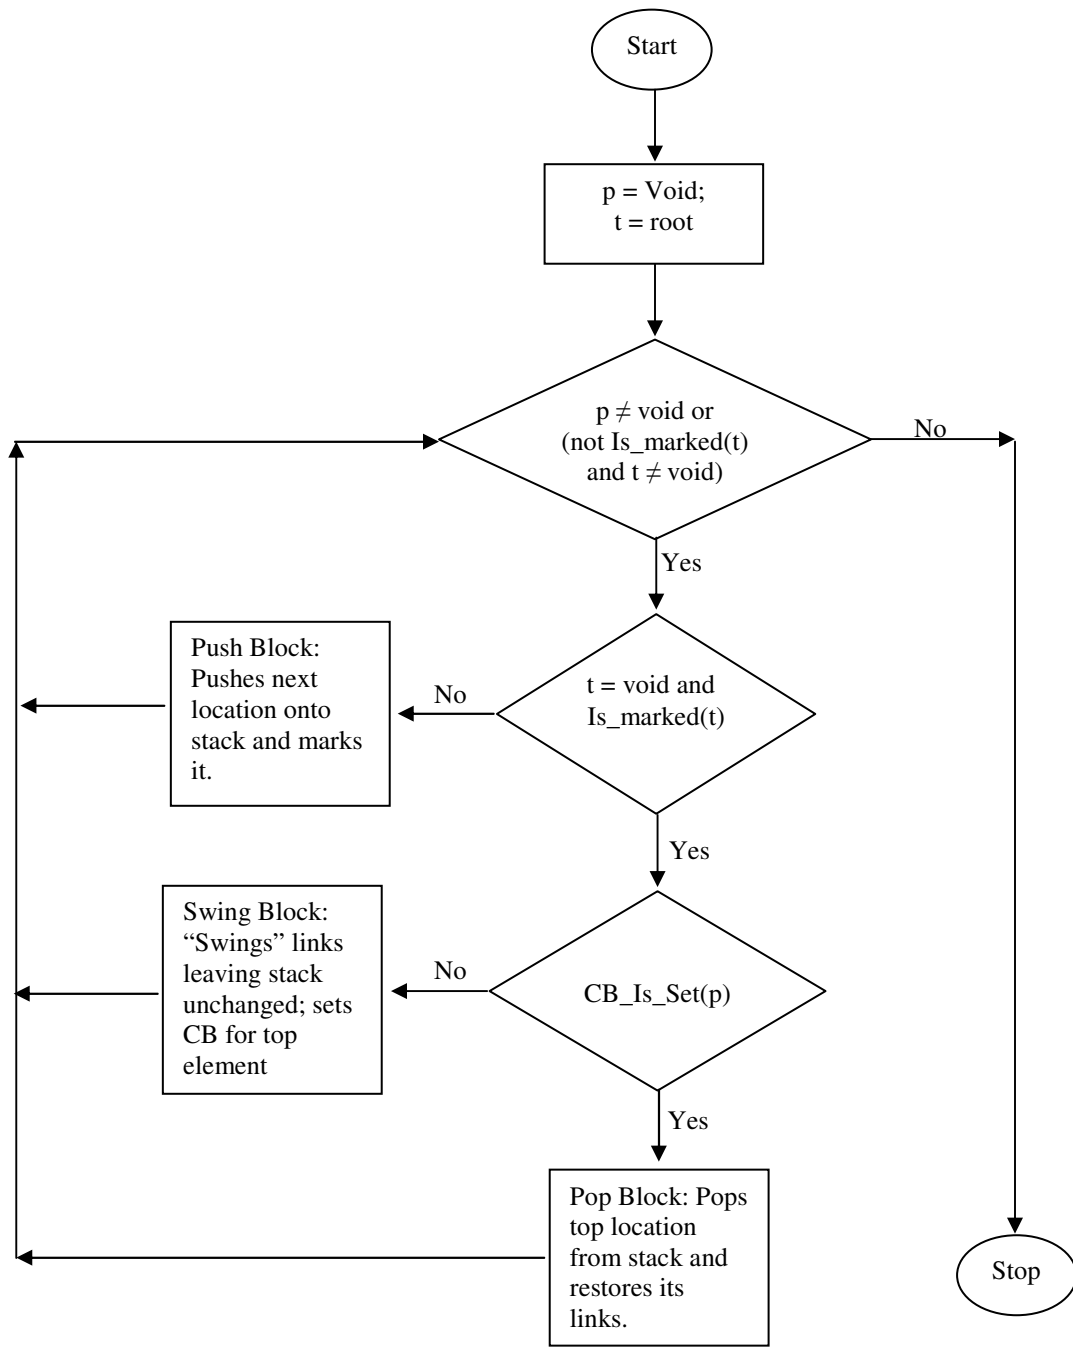 Start
p = Void;
t = root
p ≠ void or
(not Is_marked(t)
and t ≠ void)
No
Yes
Push Block:
Pushes next
location onto
stack and marks
it.
No
t = void and
Is_marked(t)
Yes
Swing Block:
“Swings” links
leaving stack
unchanged; sets
CB for top
element
No
CB_Is_Set(p)
Yes
Pop Block: Pops
top location
from stack and
restores its
links.
Stop